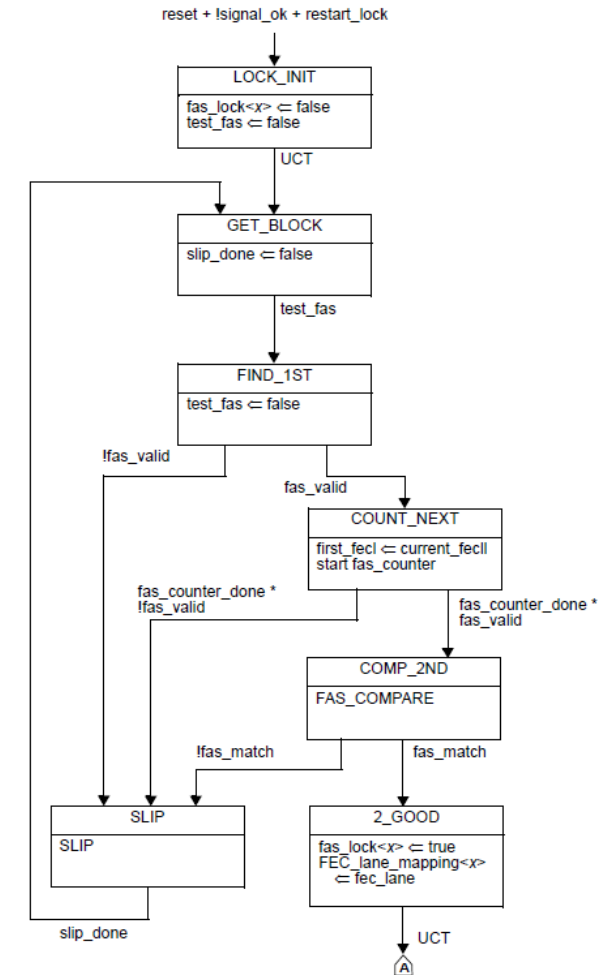 reset + !signal_ok + restart_lock
LOCK_INIT
fas_lock<x> ⇐ false
test_fas ⇐ false
UCT
GET_BLOCK
slip_done ⇐ false
test_fas
FIND_1ST
test_fas ⇐ false
!fas_valid
fas_valid
COUNT_NEXT
first_fecl ⇐ current_fecll
start fas_counter
fas_counter_done *
!fas_valid
fas_counter_done *
fas_valid
COMP_2ND
FAS_COMPARE
!fas_match
fas_match
SLIP
SLIP
2_GOOD
fas_lock<x> ⇐ true
FEC_lane_mapping<x>
⇐ fec_lane
slip_done
UCT
A